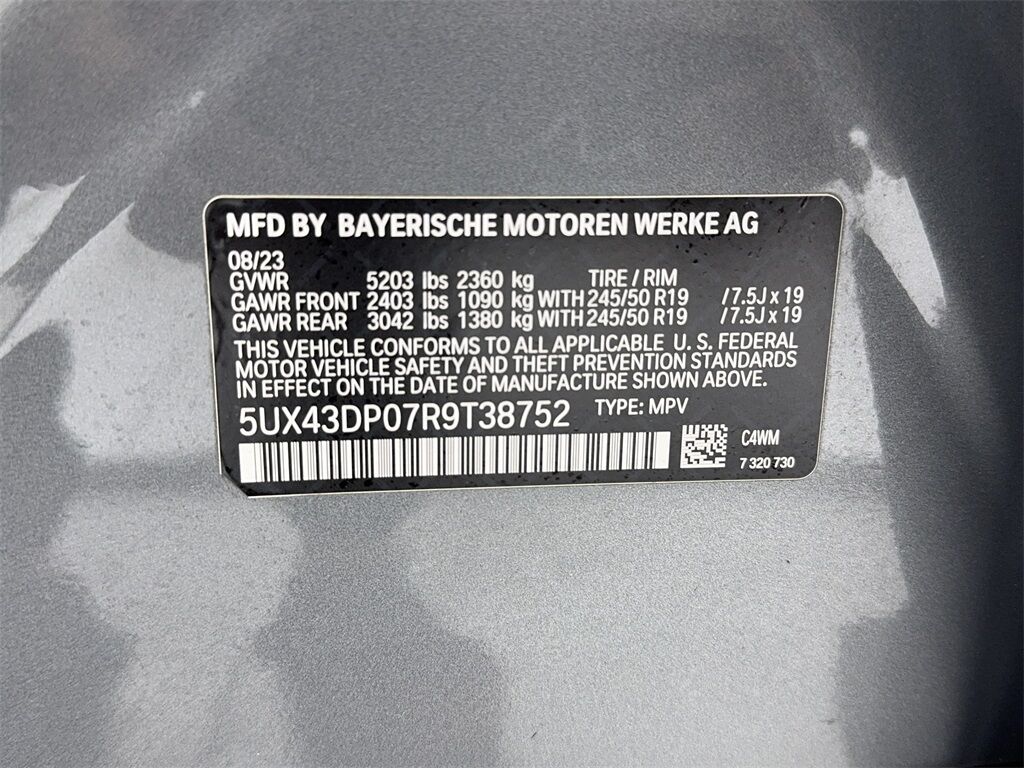 MFD BY BAYERISCHE MOTOREN WERKE AG
08/23
GVWR 5203 lbs 2360 kg TIRE / RIM
GAWR FRONT 2403 lbs 1090 kg WITH 245/50 R19 / 7.5J x 19
GAWR REAR 3042 lbs 1380 kg WITH 245/50 R19 / 7.5J x 19
THIS VEHICLE CONFORMS TO ALL APPLICABLE U. S. FEDERAL
MOTOR VEHICLE SAFETY AND THEFT PREVENTION STANDARDS
IN EFFECT ON THE DATE OF MANUFACTURE SHOWN ABOVE.
5UX43DP07R9T38752 TYPE: MPV
C4WM
7 320 730